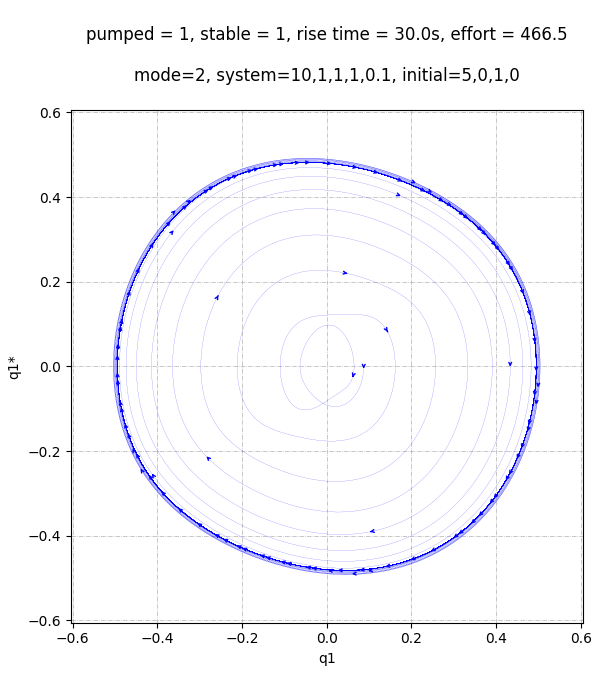 pumped = 1, stable = 1, rise time = 30.0s, effort = 466.5
mode=2, system=10,1,1,1,0.1, initial=5,0,1,0
0.6
0.4
0.2
0.0
−0.2
−0.4
−0.6
q1*
−0.6 −0.4 −0.2 0.0 0.2 0.4 0.6
q1